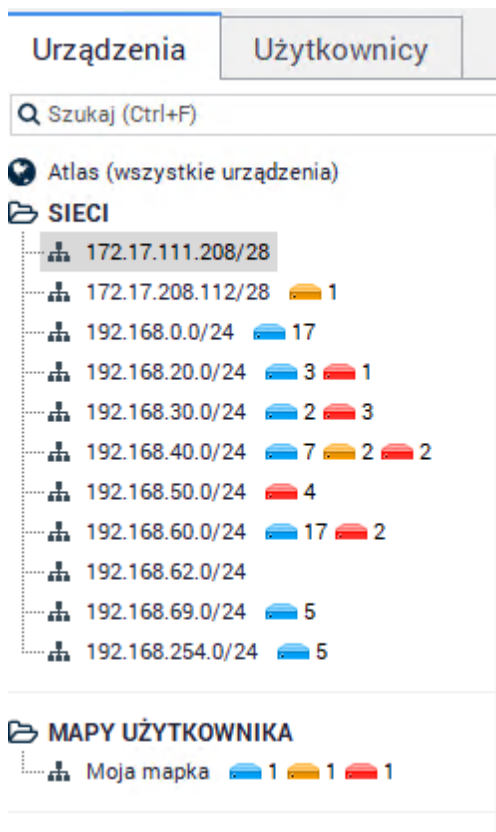 Urządzenia Użytkownicy
Szukaj (Ctrl+F)
Atlas (wszystkie urządzenia)
SIECI
172.17.111.208/28
172.17.208.112/28 1
192.168.0.0/24 17
192.168.20.0/24 3 1
192.168.30.0/24 2 3
192.168.40.0/24 7 2 2
192.168.50.0/24 4
192.168.60.0/24 17 2
192.168.62.0/24
192.168.69.0/24 5
192.168.254.0/24 5
MAPY UŻYTKOWNIKA
Moja mapka 1 1 1